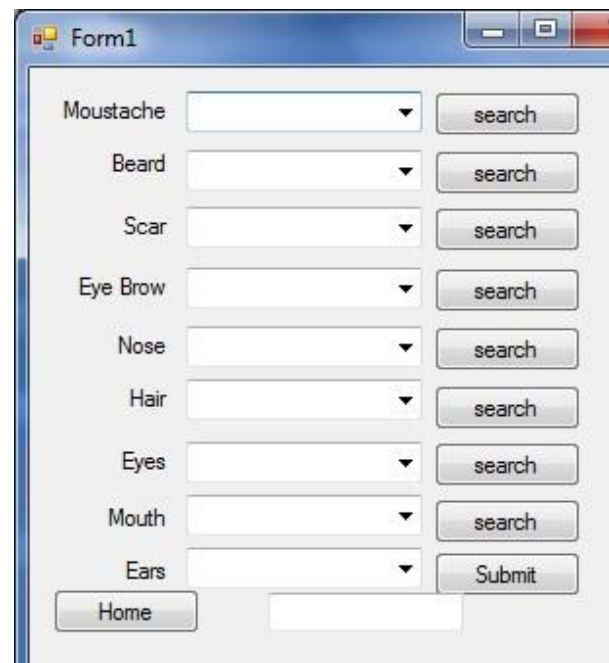 Form1
Moustache search
Beard search
Scar search
Eye Brow search
Nose search
Hair search
Eyes search
Mouth search
Ears Submit
Home